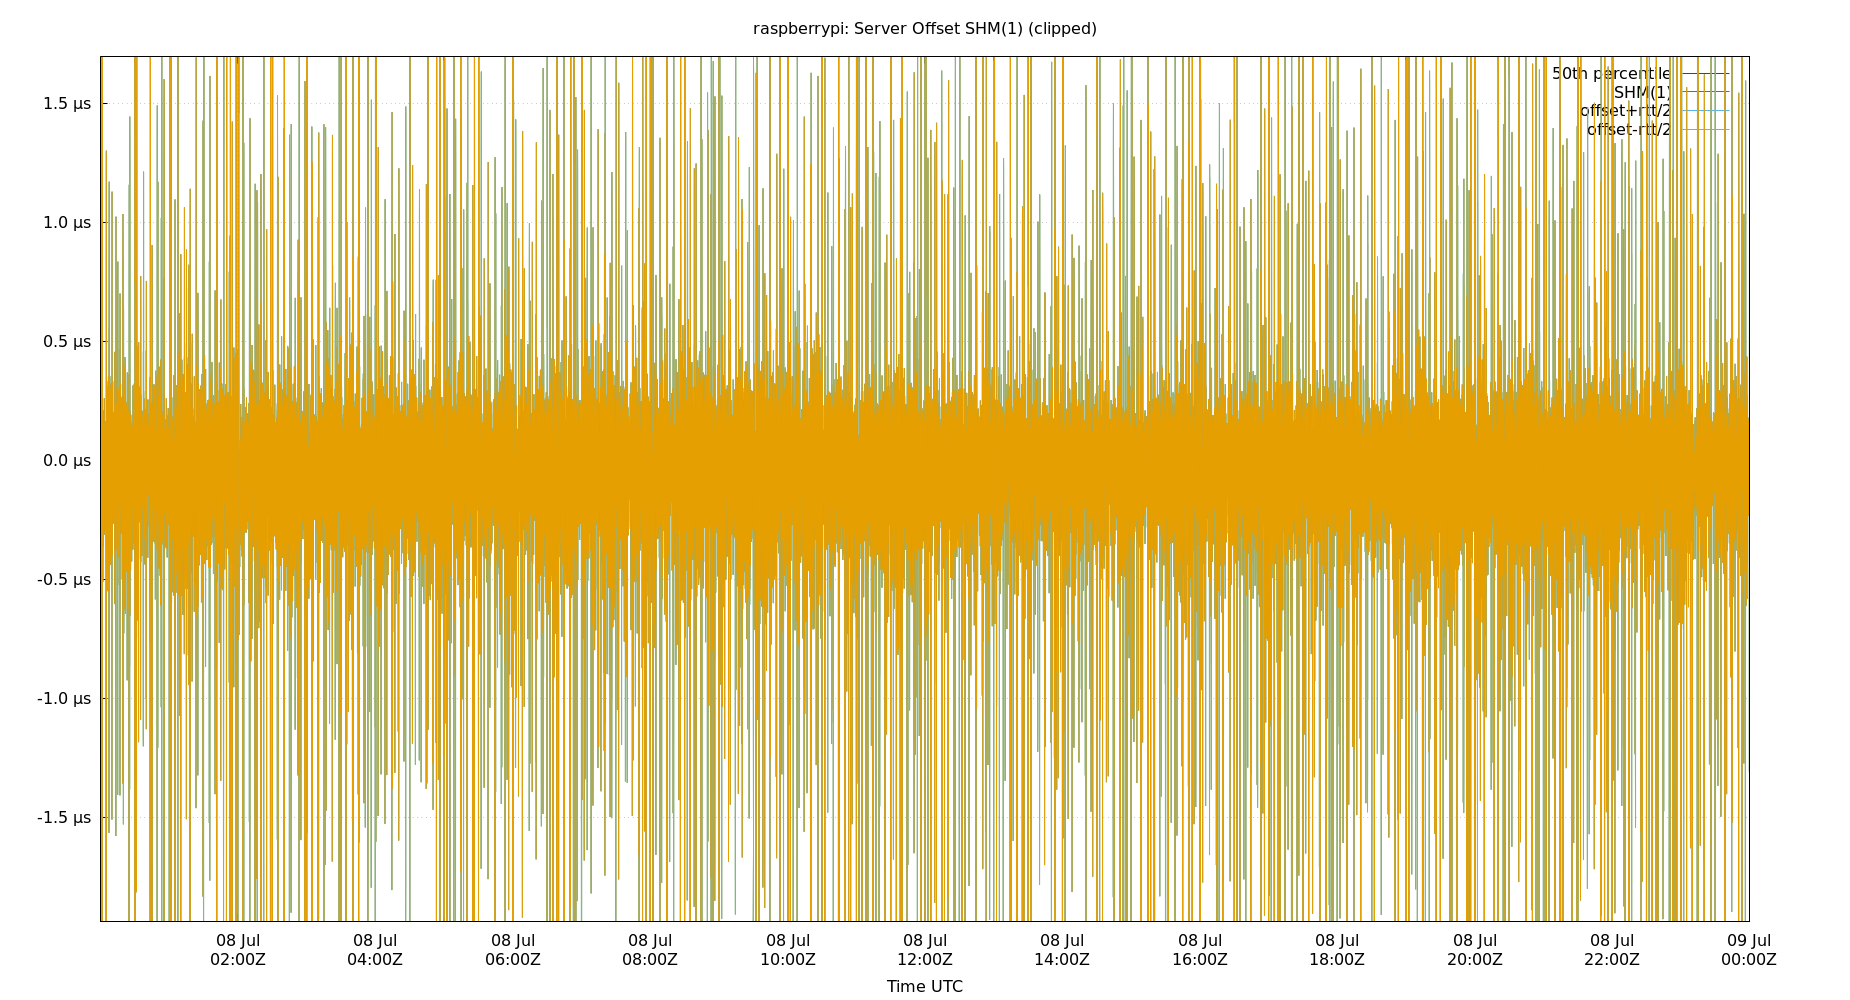 raspberrypi: Server Offset SHM(1) (clipped)
50th percentile
SHM(1)
offset+rtt/2
offset-rtt/2
1.5 µs
1.0 µs
0.5 µs
0.0 µs
-0.5 µs
-1.0 µs
-1.5 µs
08 Jul 08 Jul 08 Jul 08 Jul 08 Jul 08 Jul 08 Jul 08 Jul 08 Jul 08 Jul 08 Jul 09 Jul
02:00Z 04:00Z 06:00Z 08:00Z 10:00Z 12:00Z 14:00Z 16:00Z 18:00Z 20:00Z 22:00Z 00:00Z
Time UTC